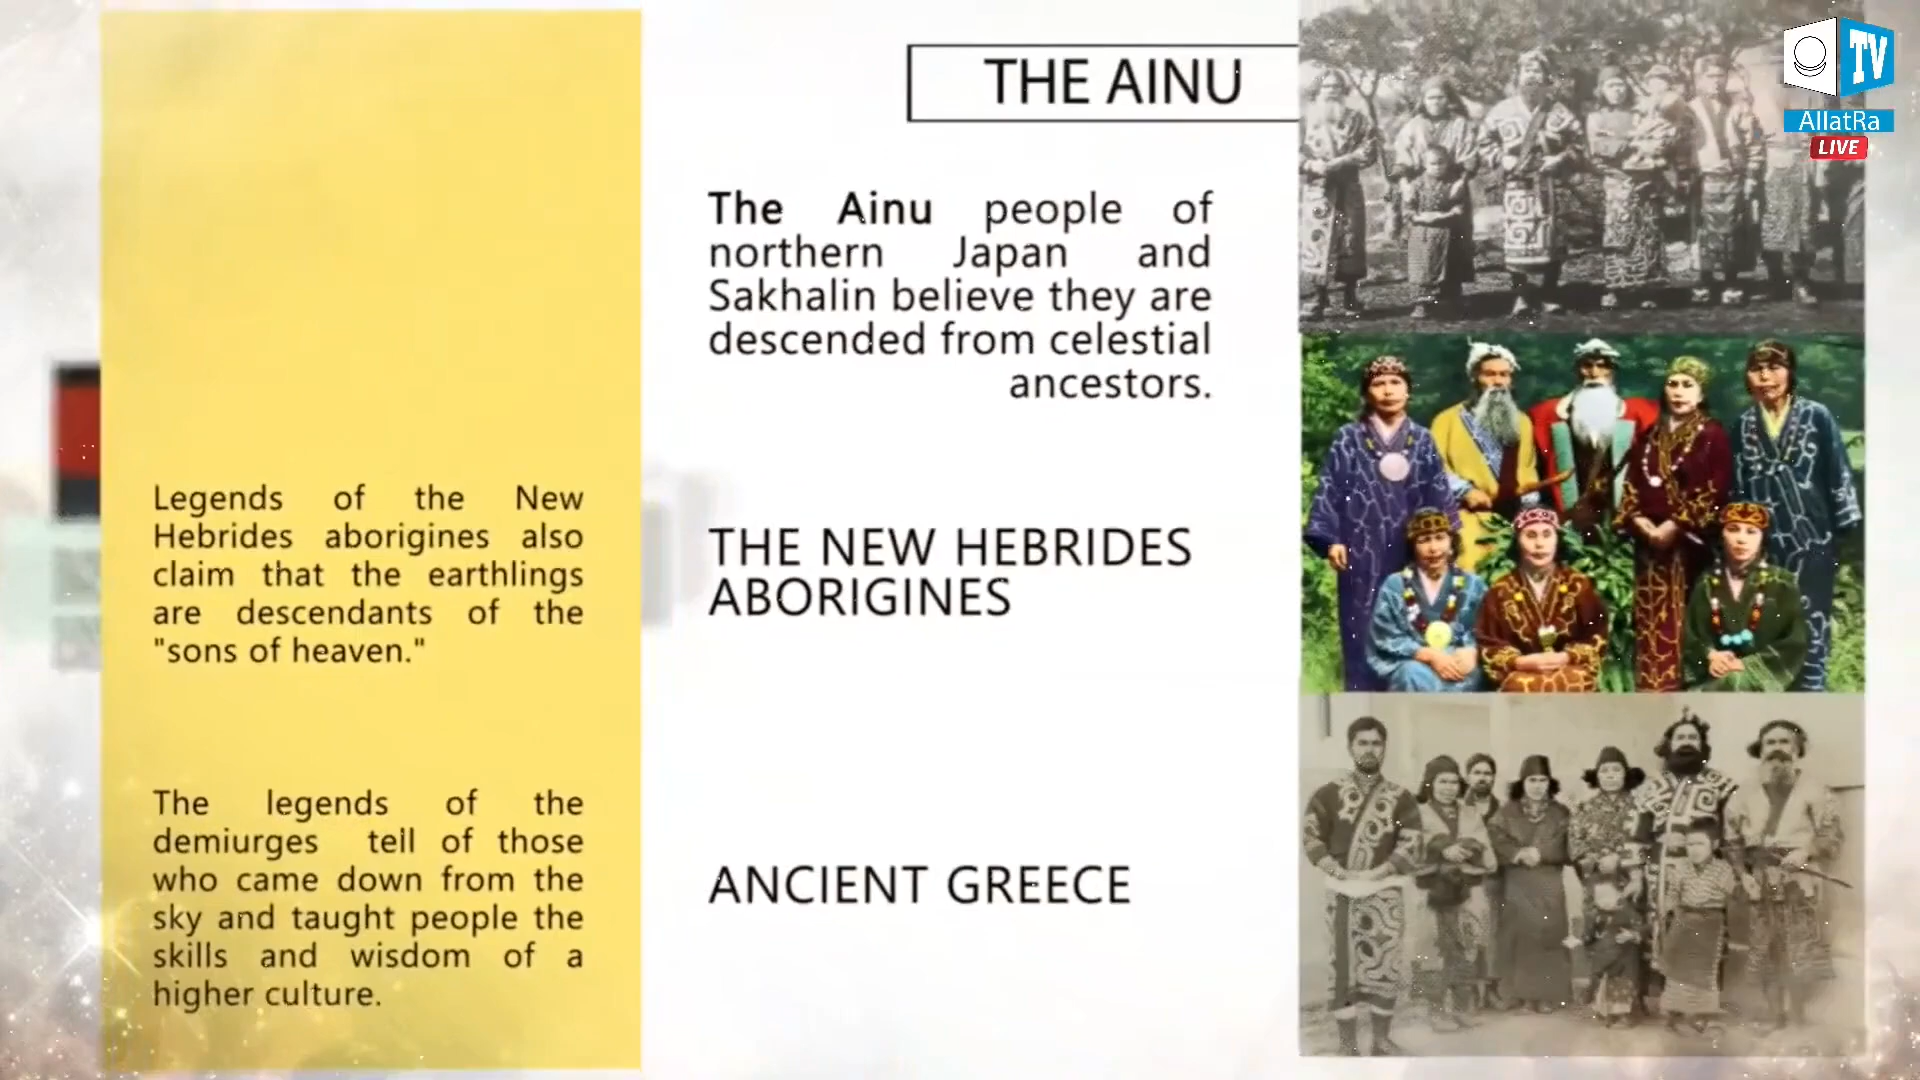 THE AINU
The Ainu people of
northern Japan and
Sakhalin believe they are
descended from celestial
ancestors.
Legends of the New
Hebrides aborigines also
claim that the earthlings
are descendants of the
"sons of heaven."
THE NEW HEBRIDES
ABORIGINES
The legends of the
demiurges tell of those
who came down from the
sky and taught people the
skills and wisdom of a
higher culture.
ANCIENT GREECE
TV
AllatRa
LIVE